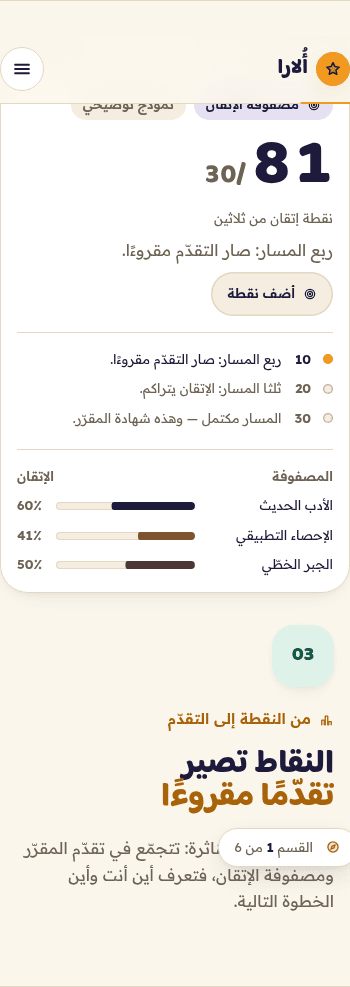 ألارا
مصفوفة الإتقان
نموذج توضيحي
81 /30
نقطة إتقان من ثلاثين
ربع المسار: صار التقدّم مقروءًا.
أضف نقطة
10 ربع المسار: صار التقدّم مقروءًا.
20 ثلثا المسار: الإتقان يتراكم.
30 المسار مكتمل — وهذه شهادة المقرّر.
المصفوفة الإتقان
الأدب الحديث 60٪
الإحصاء التطبيقي 41٪
الجبر الخطّي 50٪
03
من النقطة إلى التقدّم
النقاط تصير
تقدّمًا مقروءًا
ناثرة: تتجمّع في تقدّم المقرّر
القسم 1 من 6
ومصفوفة الإتقان، فتعرف أين أنت وأين
الخطوة التالية.